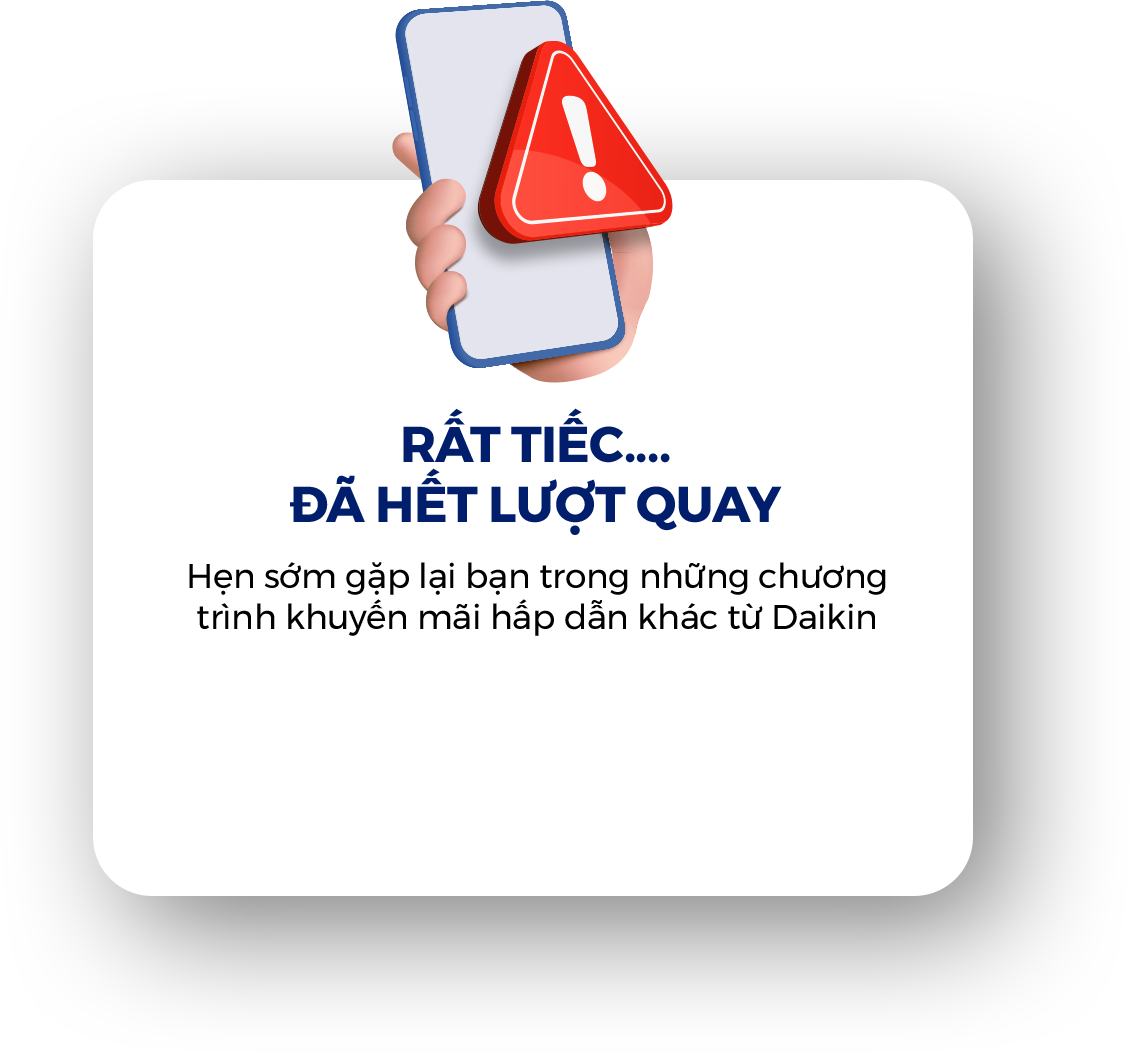 RẤT TIẾC....
ĐÃ HẾT LƯỢT QUAY
Hẹn sớm gặp lại bạn trong những chương
trình khuyến mãi hấp dẫn khác từ Daikin